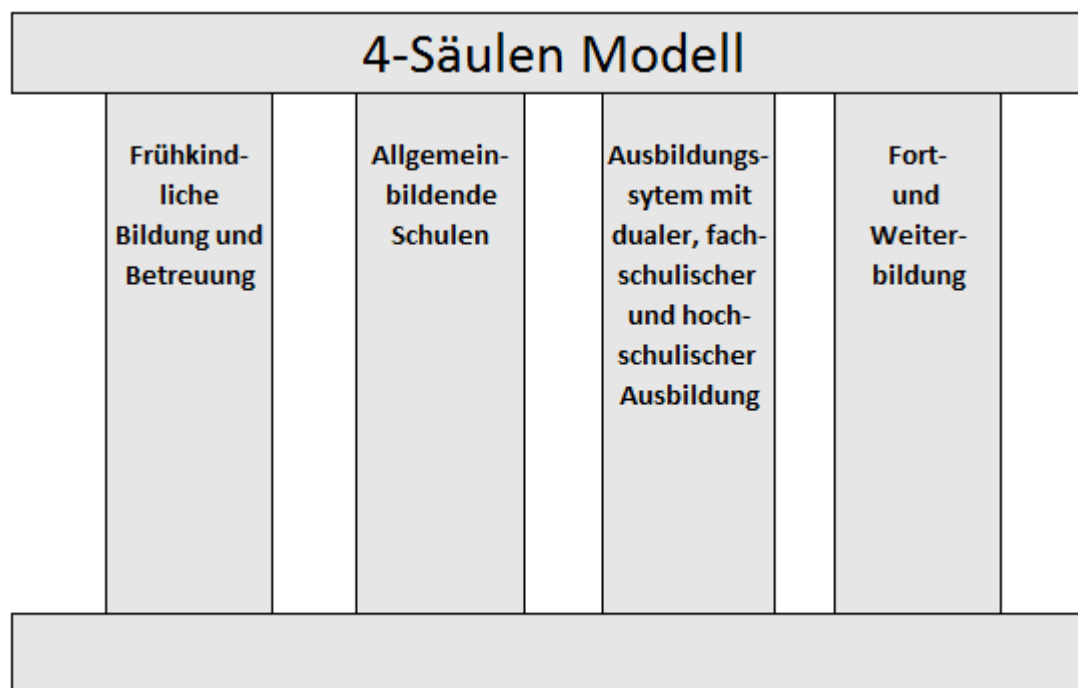 4-Säulen Modell
Frühkind-
liche
Bildung und
Betreuung
Allgemein-
bildende
Schulen
Ausbildungs-
sytem mit
dualer, fach-
schulischer
und hoch-
schulischer
Ausbildung
Fort-
und
Weiter-
bildung